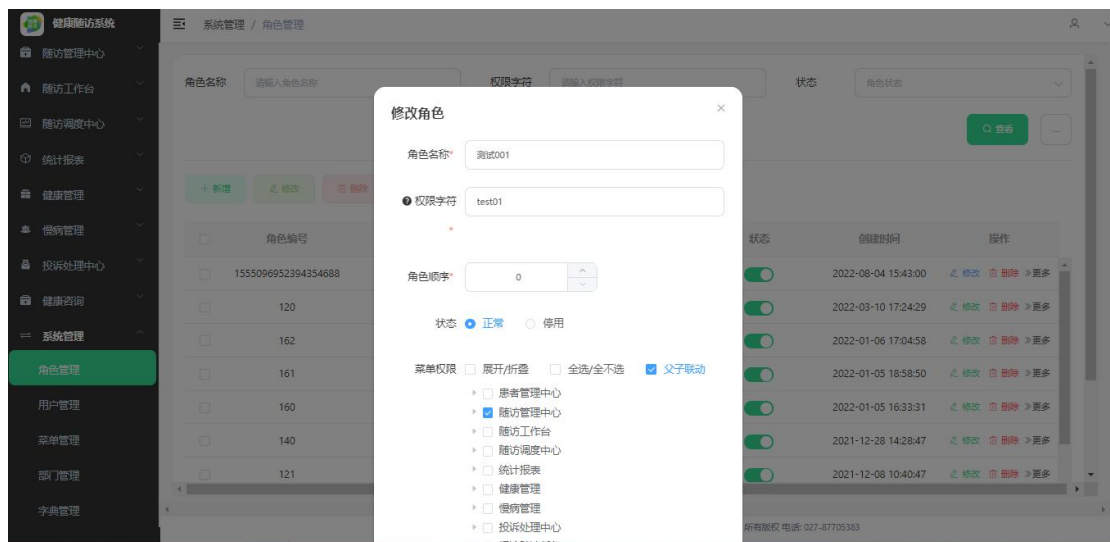 健康随访系统
系统管理 / 角色管理
随访管理中心
随访工作台
随访调度中心
统计报表
健康管理
慢病管理
投诉处理中心
健康咨询
系统管理
角色管理
用户管理
菜单管理
部门管理
字典管理
角色名称 请输入角色名称 权限字符 请输入权限字符 状态 角色状态
查看 ...
+ 新增 修改 删除
角色编号 状态 创建时间 操作
1555096952394354688 2022-08-04 15:43:00 修改 删除 »更多
120 2022-03-10 17:24:29 修改 删除 »更多
162 2022-01-06 17:04:58 修改 删除 »更多
161 2022-01-05 18:58:50 修改 删除 »更多
160 2022-01-05 16:33:31 修改 删除 »更多
140 2021-12-28 14:28:47 修改 删除 »更多
121 2021-12-08 10:40:47 修改 删除 »更多
所有版权 电话: 027-87705383
修改角色 ×
角色名称* 测试001
权限字符 test01
*
角色顺序* 0
状态 正常 停用
菜单权限 展开/折叠 全选/全不选 父子联动
患者管理中心
随访管理中心
随访工作台
随访调度中心
统计报表
健康管理
慢病管理
投诉处理中心